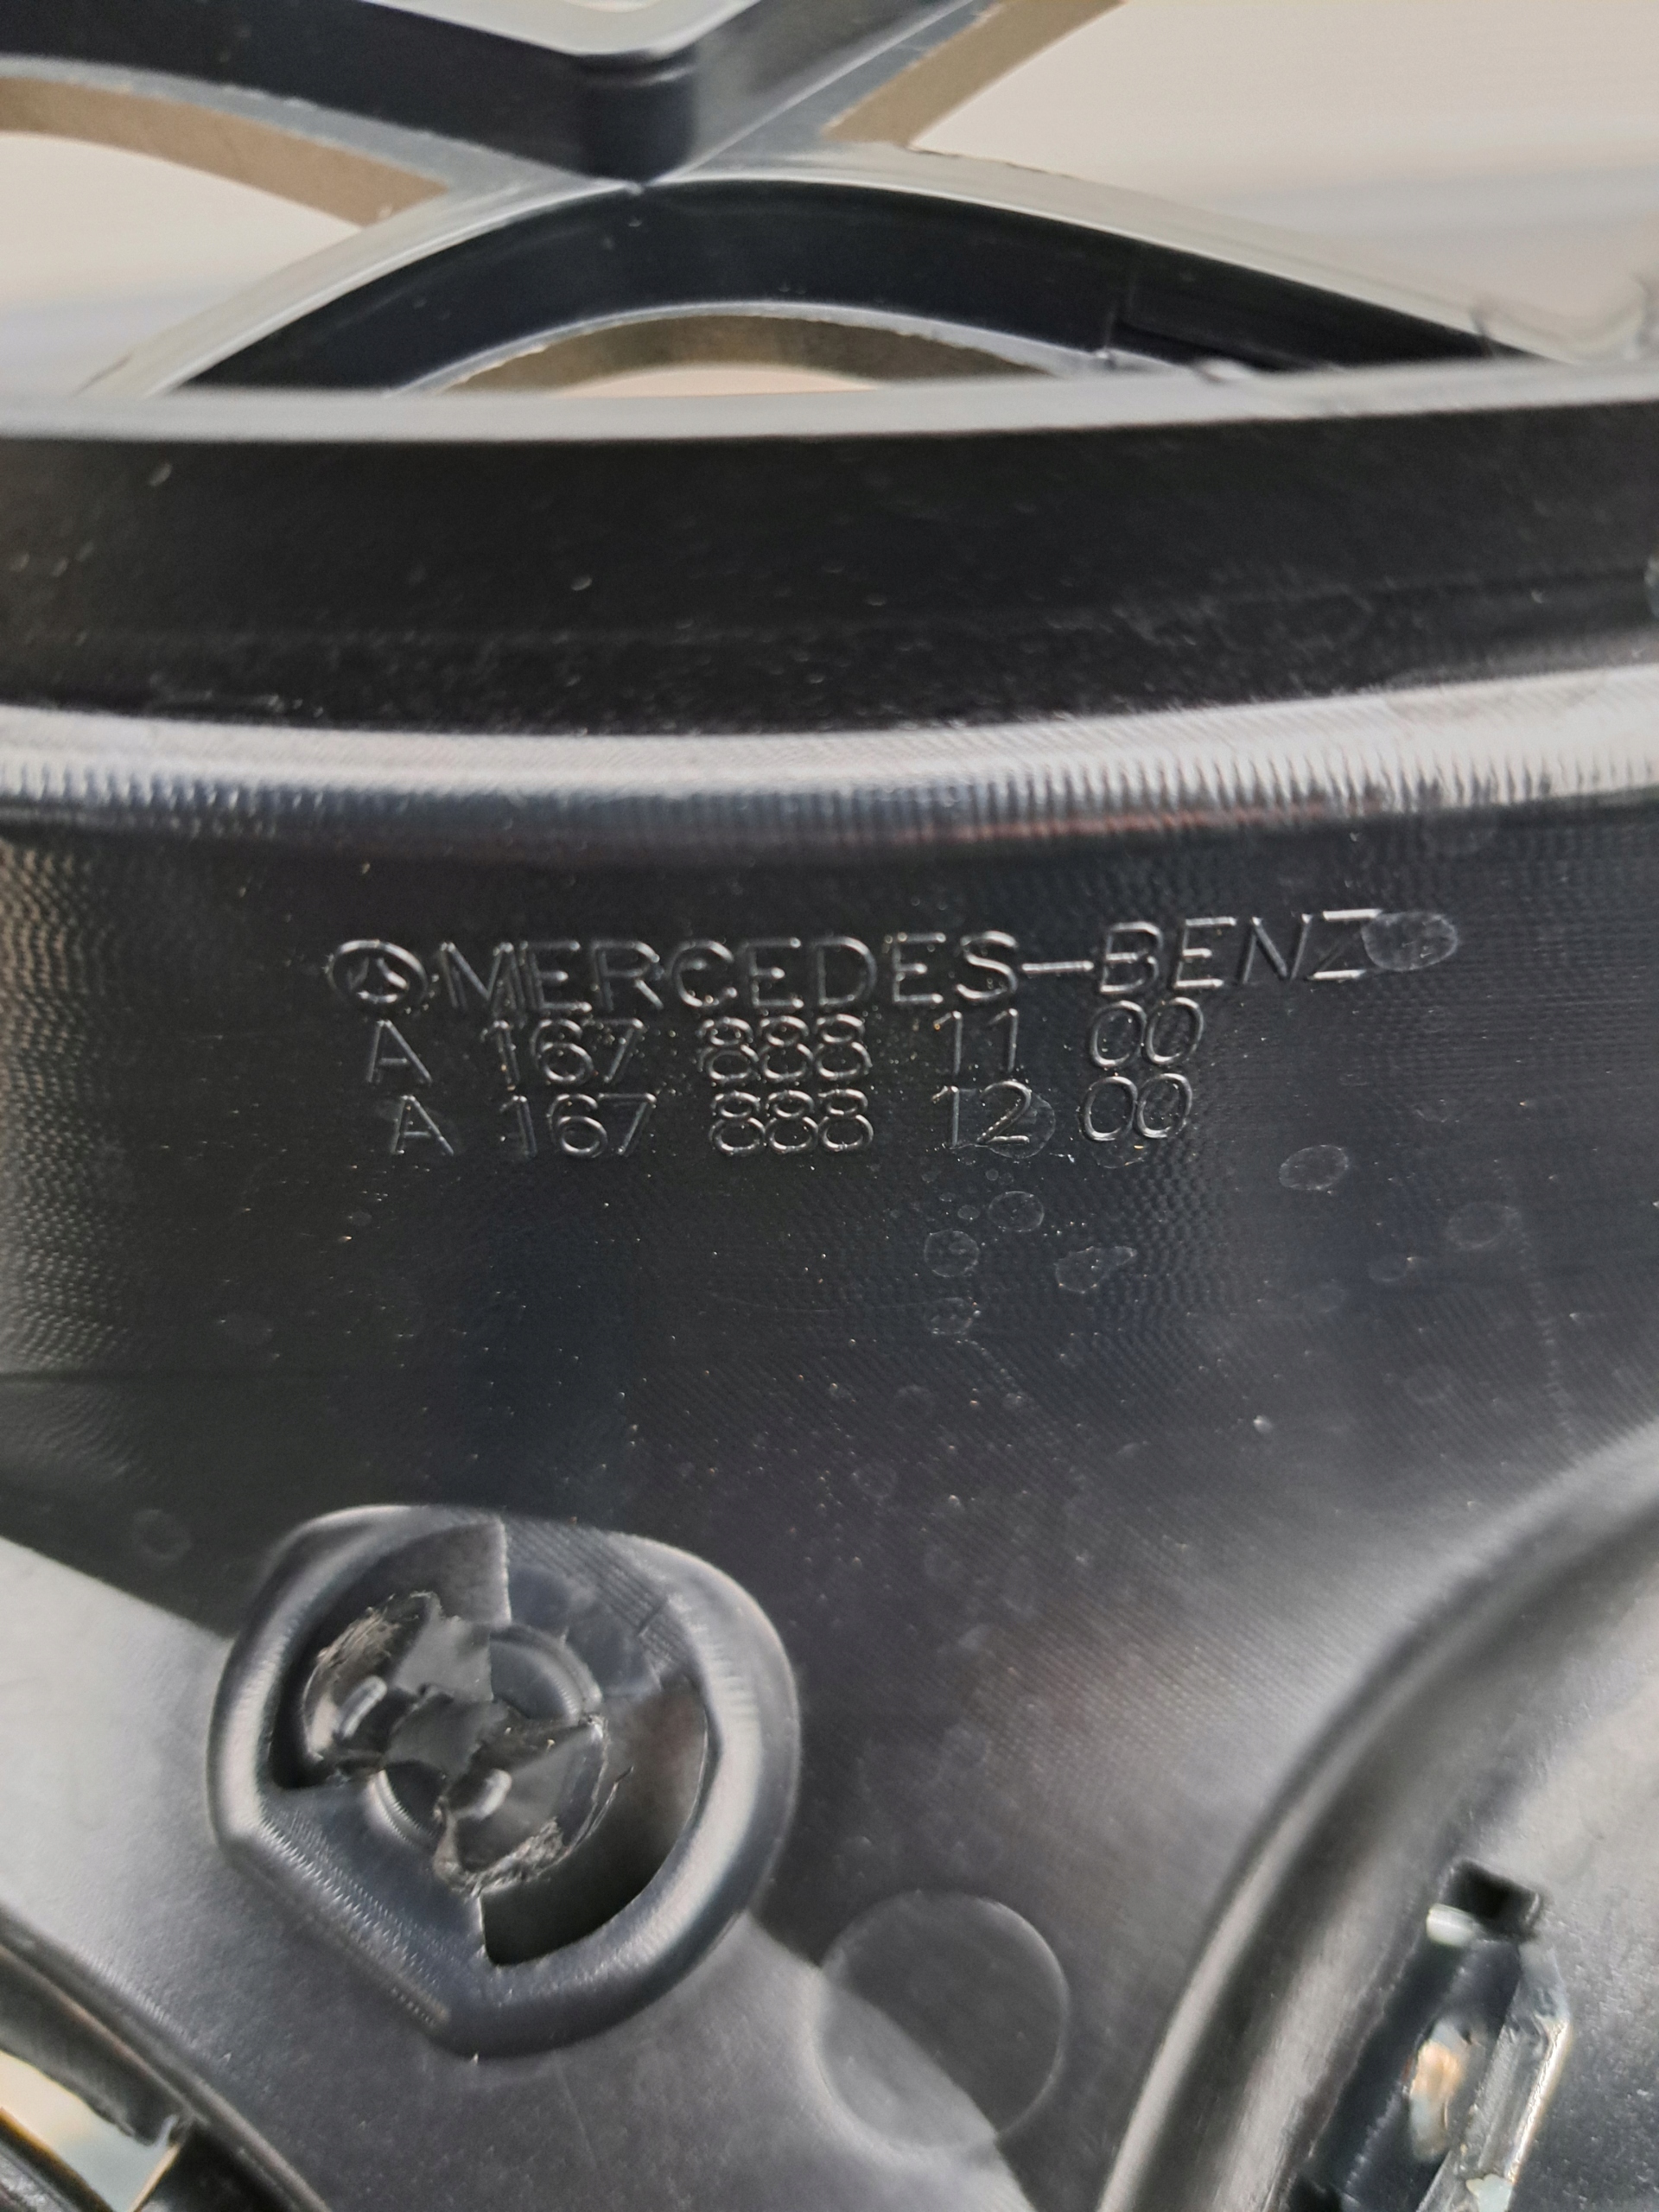 MERCEDES-BENZ
A 167 888 11 00
A 167 888 12 00